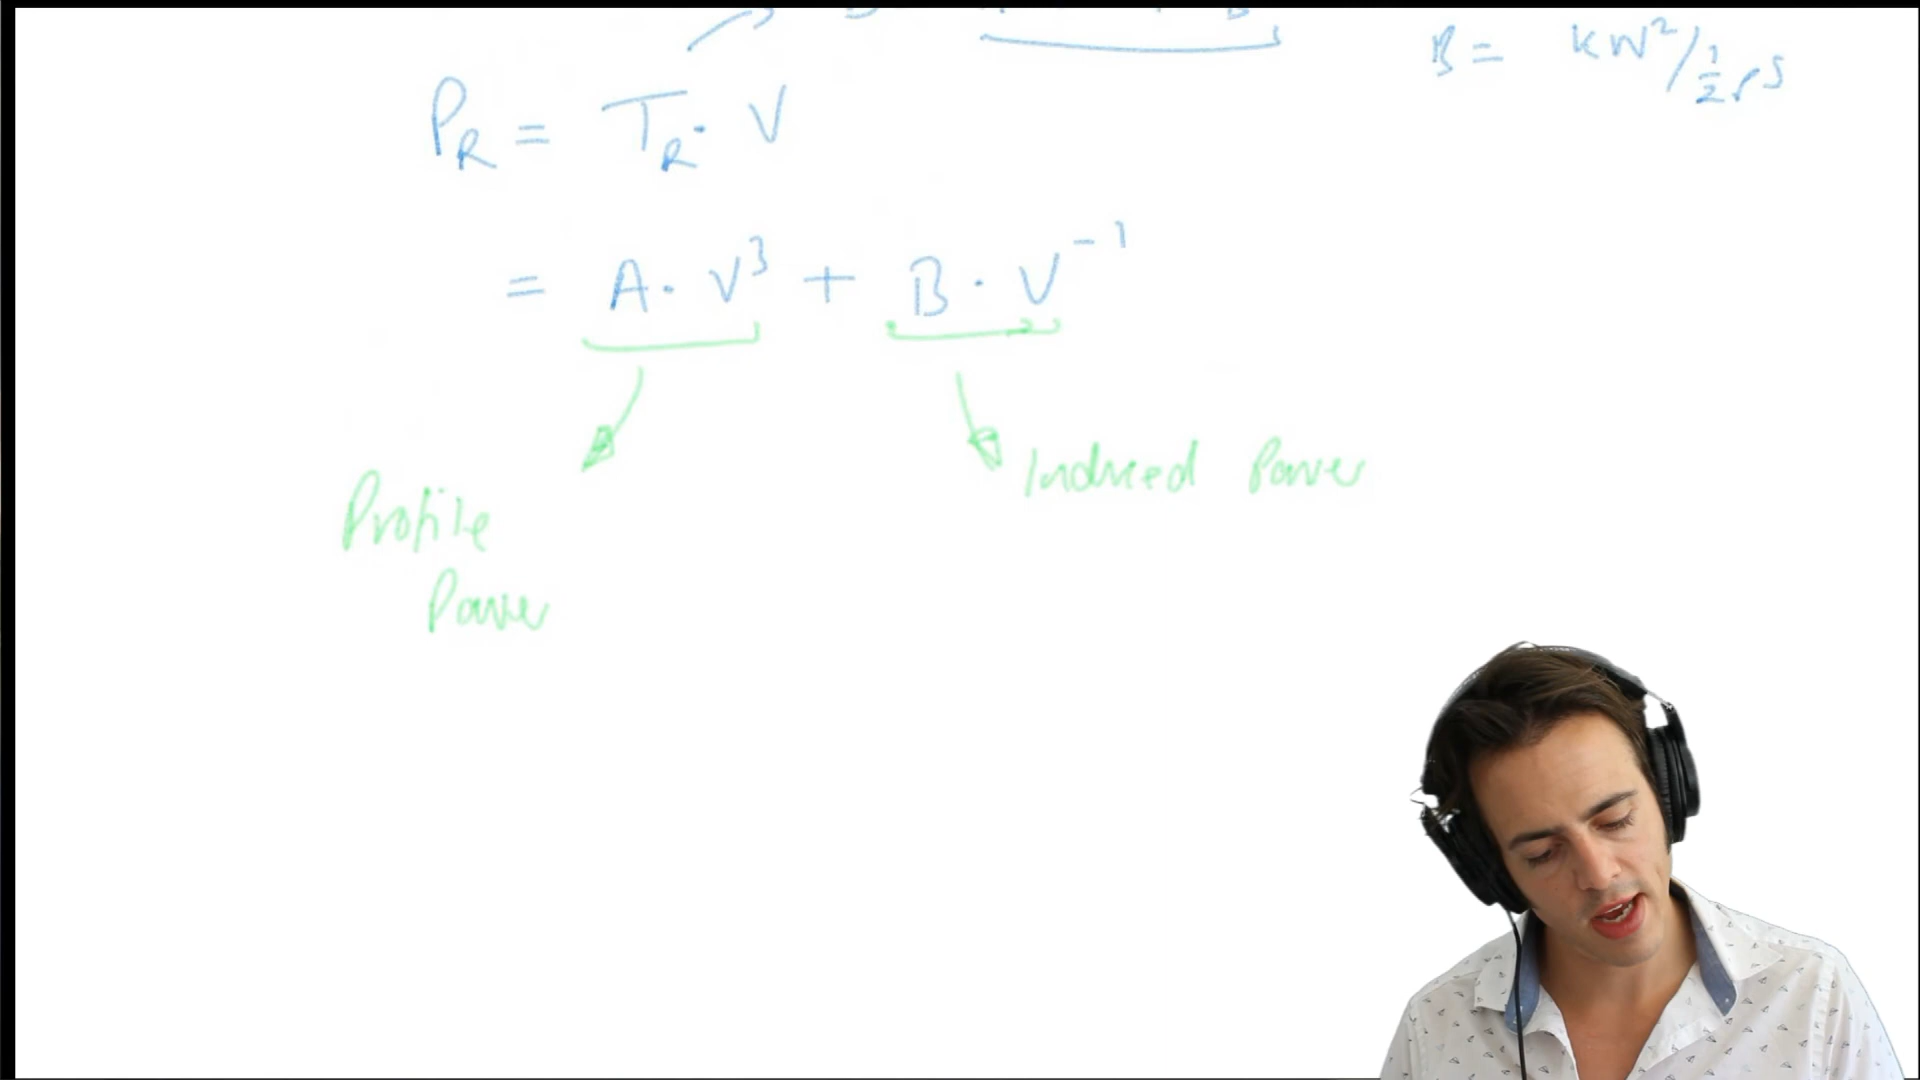 B = KW²/½ρS
P_R = T_R · V
= A · V³ + B · V⁻¹
Induced Power
Profile
Power